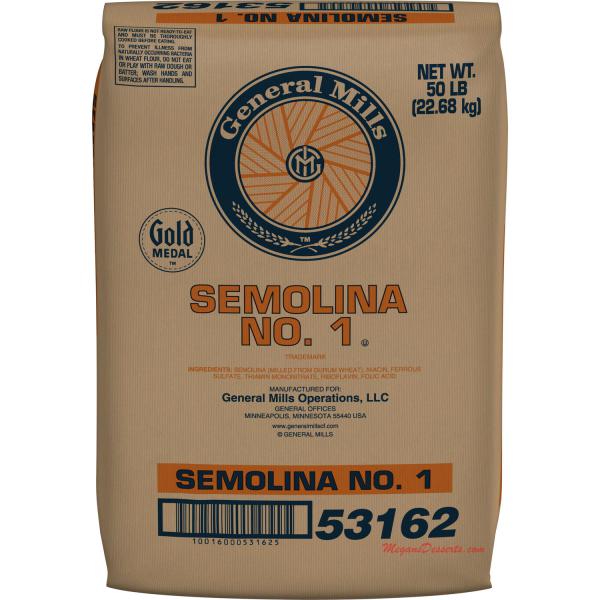 SEMOLINA NO. 1
53162
RAW FLOUR IS NOT READY-TO-EAT
AND MUST BE THOROUGHLY
COOKED BEFORE EATING.
TO PREVENT ILLNESS FROM
NATURALLY OCCURRING BACTERIA
IN WHEAT FLOUR, DO NOT EAT
OR PLAY WITH RAW DOUGH OR
BATTER; WASH HANDS AND
SURFACES AFTER HANDLING.
General Mills
NET WT.
50 LB
(22.68 kg)
GM
TM
Gold
MEDAL
TM
SEMOLINA
NO. 1 U
TRADEMARK
INGREDIENTS: SEMOLINA (MILLED FROM DURUM WHEAT), NIACIN, FERROUS
SULFATE, THIAMIN MONONITRATE, RIBOFLAVIN, FOLIC ACID.
MANUFACTURED FOR:
General Mills Operations, LLC
GENERAL OFFICES
MINNEAPOLIS, MINNESOTA 55440 USA
www.generalmillscf.com
© GENERAL MILLS
SEMOLINA NO. 1
53162
10016000531625
MegansDesserts.com